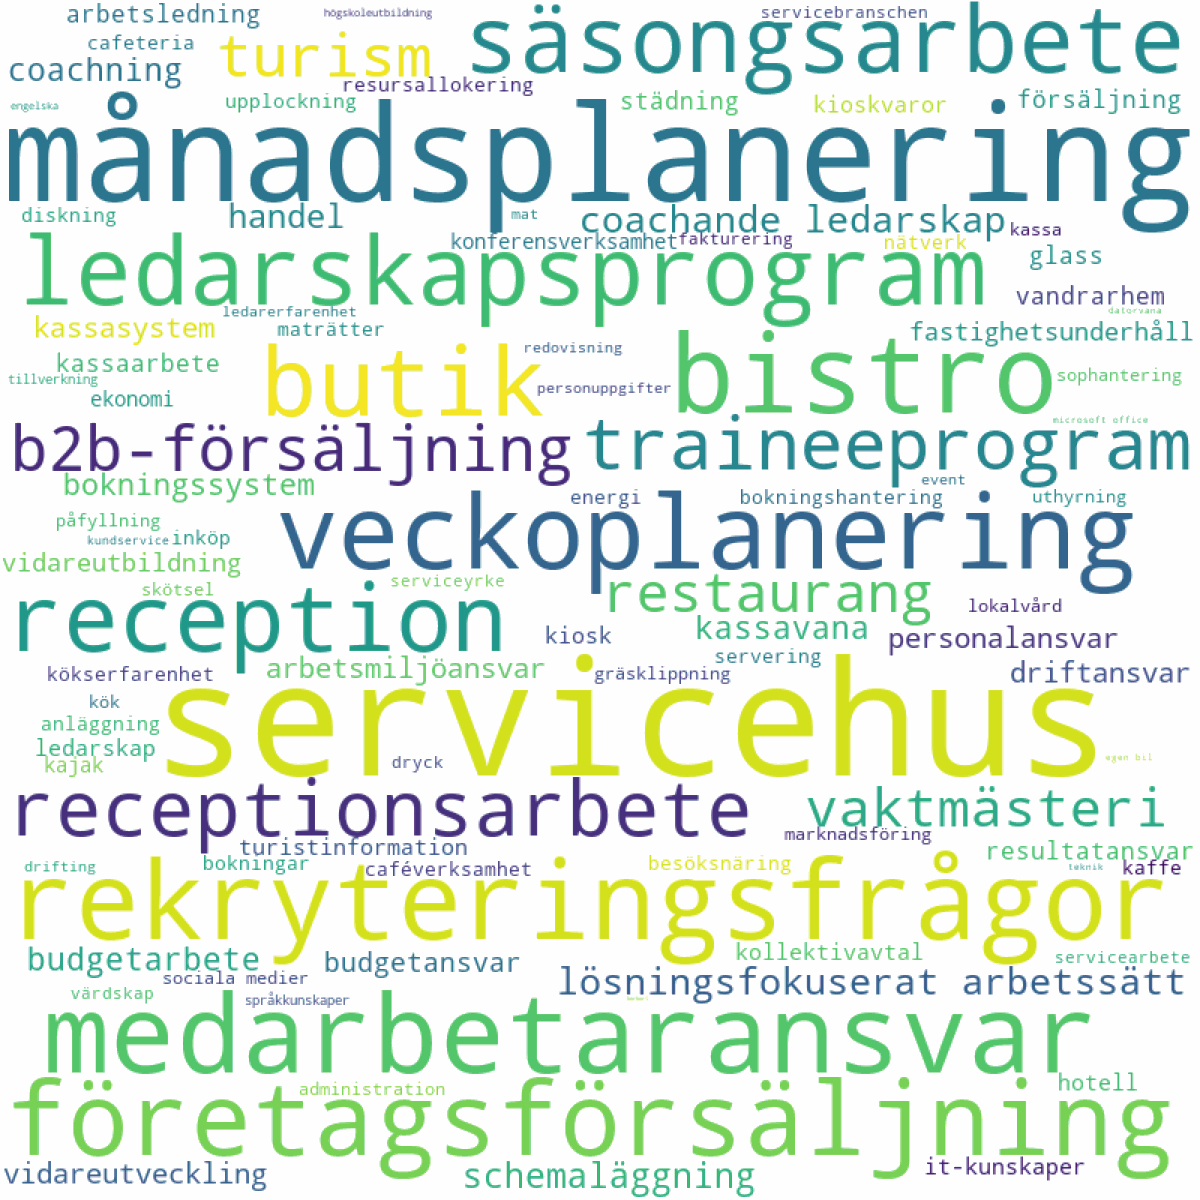 arbetsledning
högskoleutbildning
servicebranschen
säsongsarbete
cafeteria
turism
coachning
resursallokering
engelska
upplockning
städning
kioskvaror
försäljning
månadsplanering
diskning
handel
mat
coachande ledarskap
kassa
konferensverksamhet
fakturering
nätverk
glass
ledarskapsprogram
vandrarhem
ledarerfarenhet
datorvana
kassasystem
maträtter
fastighetsunderhåll
redovisning
kassaarbete
butik
bistro
tillverkning
personuppgifter
sophantering
ekonomi
microsoft office
b2b-försäljning
traineeprogram
bokningssystem
event
energi
bokningshantering
uthyrning
påfyllning
veckoplanering
kundservice
inköp
vidareutbildning
skötsel
serviceyrke
restaurang
lokalvård
reception
kiosk
kassavana
personalansvar
servering
kökserfarenhet
arbetsmiljöansvar
gräsklippning
driftansvar
kök
anläggning
servicehus
ledarskap
kajak
dryck
egen bil
receptionsarbete
vaktmästeri
marknadsföring
turistinformation
resultatansvar
drifting
bokningar
caféverksamhet
besöksnäring
teknik
kaffe
rekryteringsfrågor
budgetarbete
budgetansvar
kollektivavtal
servicearbete
sociala medier
lösningsfokuserat arbetssätt
värdskap
språkkunskaper
medarbetaransvar
administration
hotell
företagsförsäljning
vidareutveckling
schemaläggning
it-kunskaper